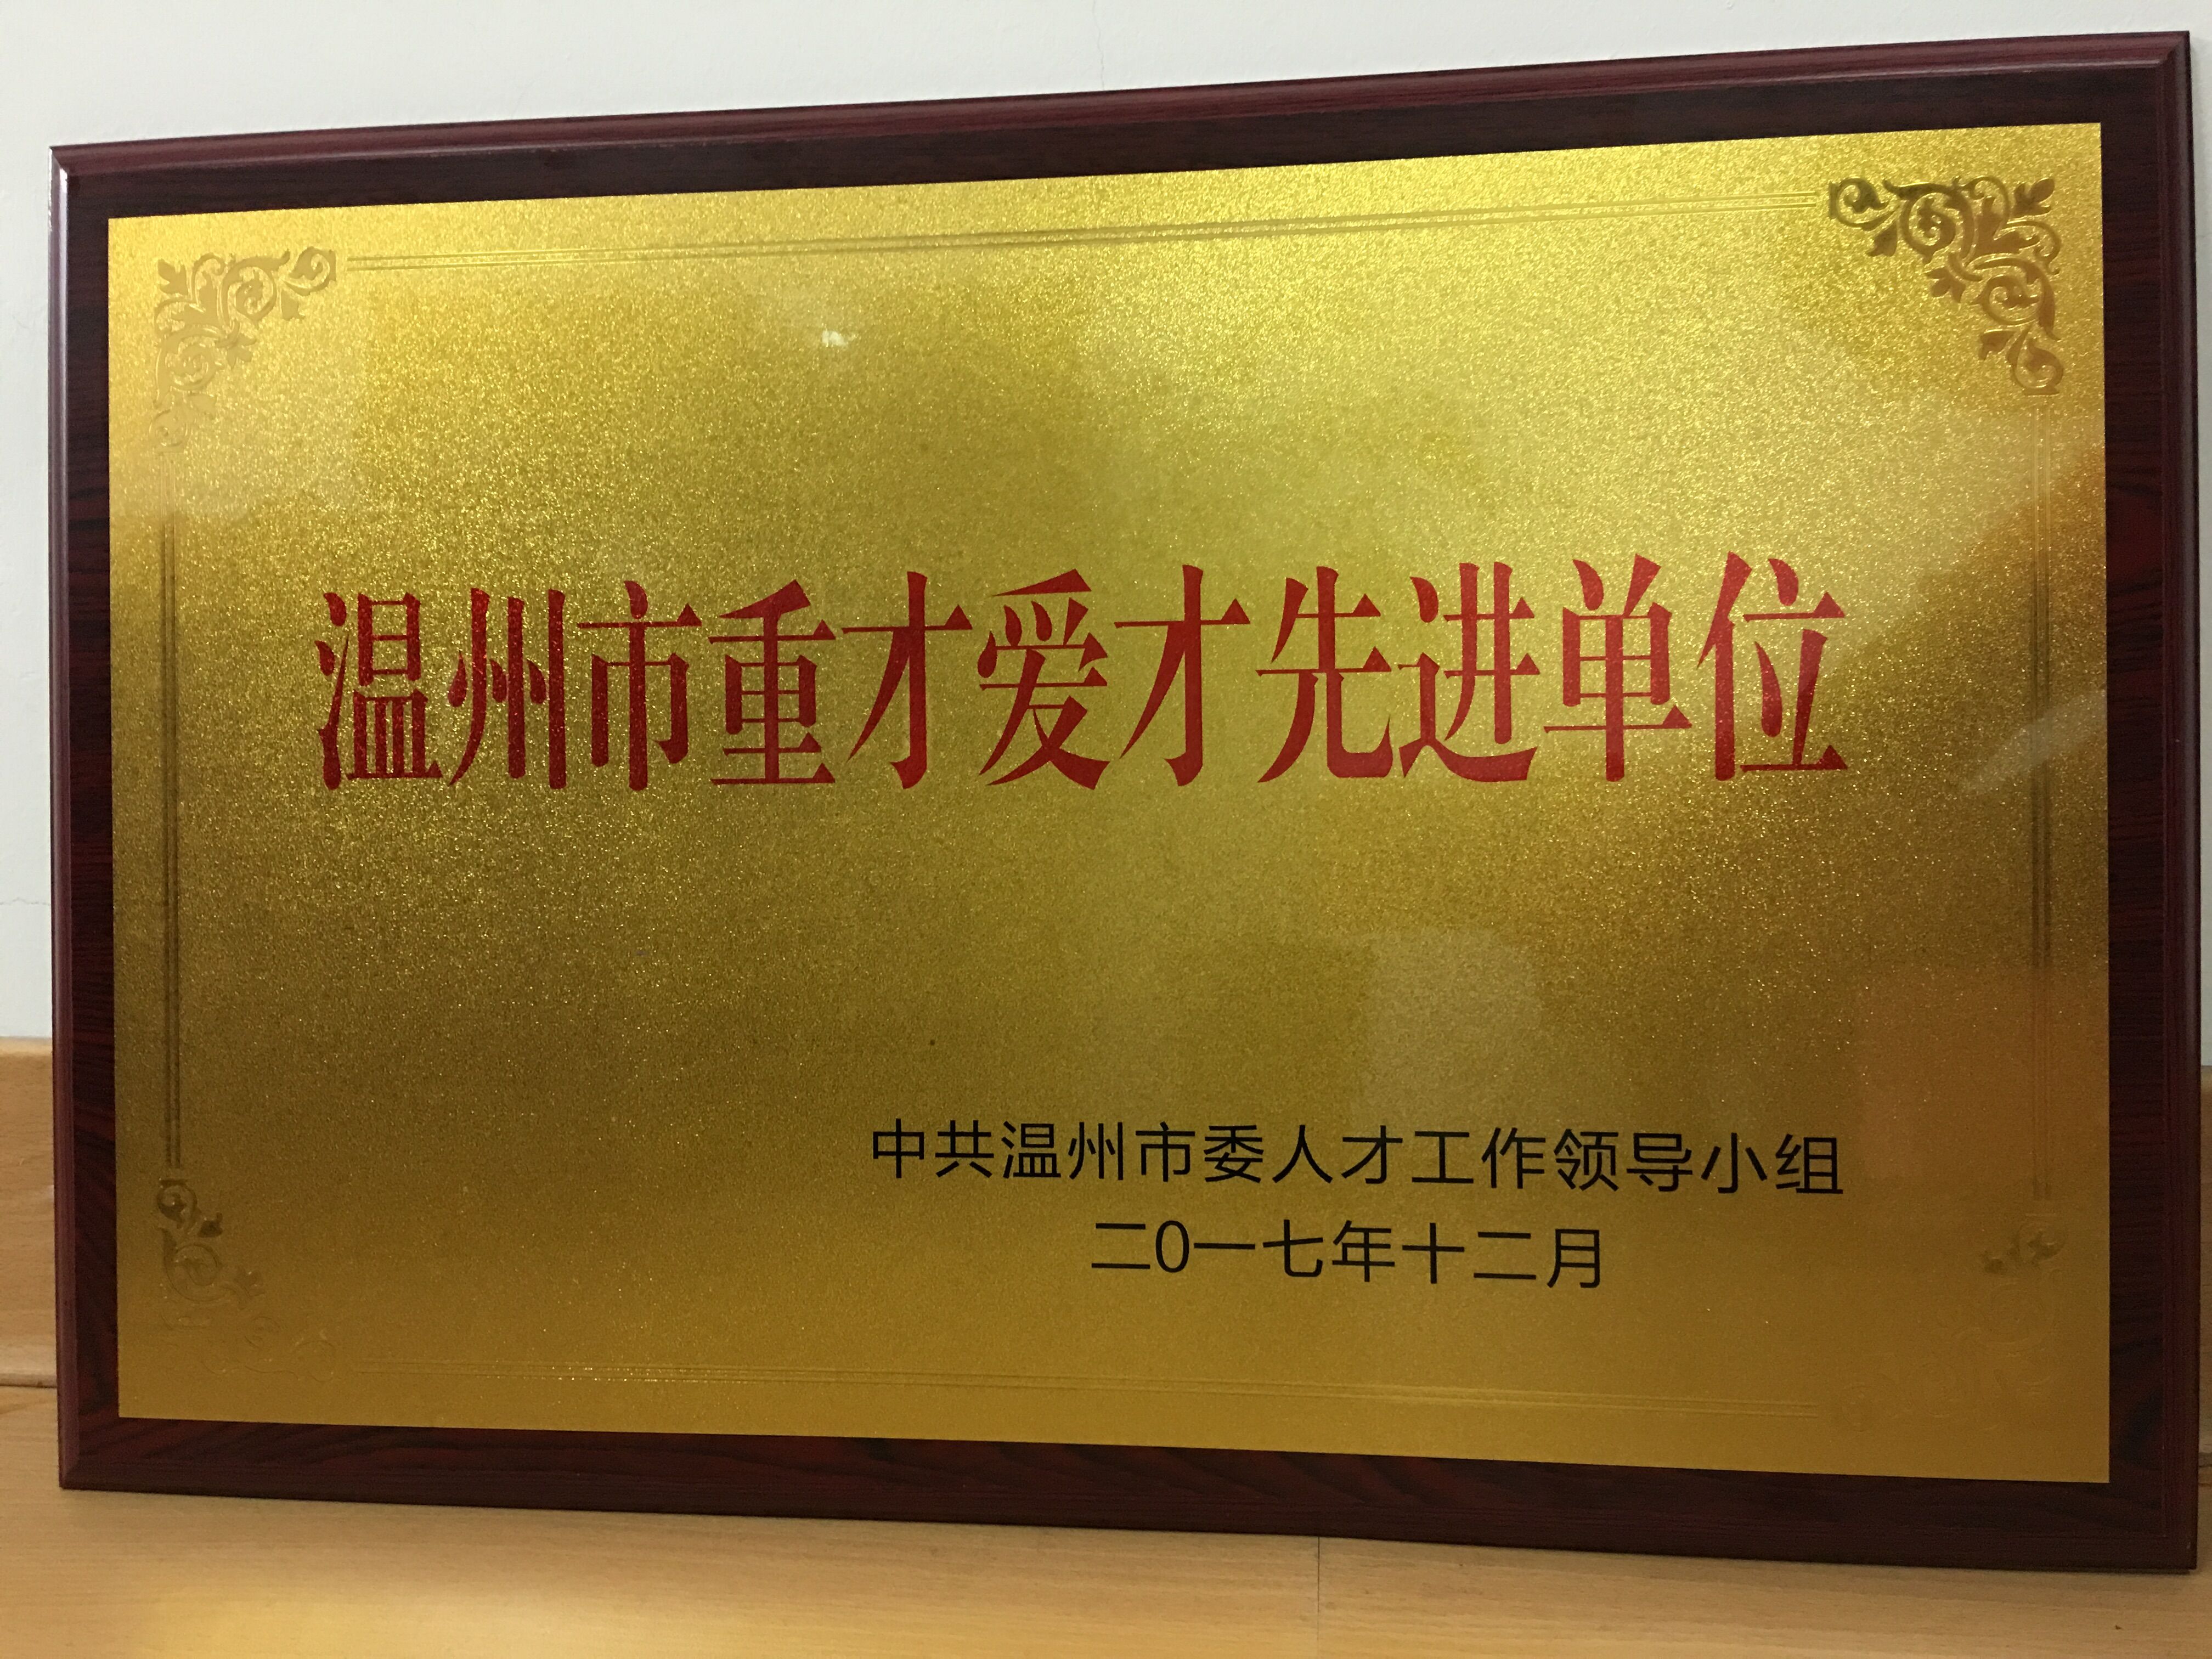 温州市重才爱才先进单位
中共温州市委人才工作领导小组
二0一七年十二月